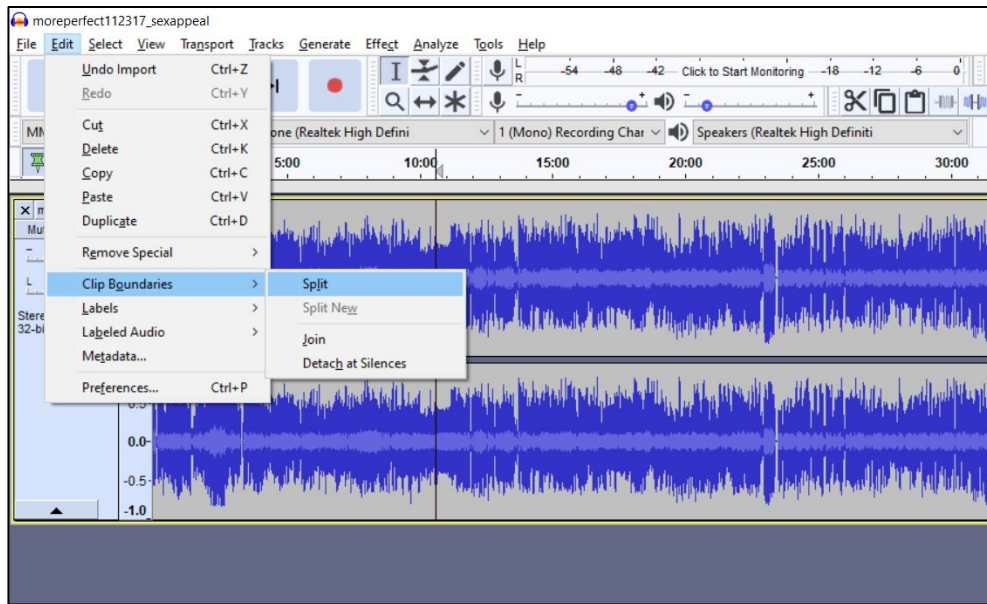 moreperfect112317_sexappeal
File Edit Select View Transport Tracks Generate Effect Analyze Tools Help
Undo Import Ctrl+Z
Redo Ctrl+Y
Cut Ctrl+X
Delete Ctrl+K
Copy Ctrl+C
Paste Ctrl+V
Duplicate Ctrl+D
Remove Special
Clip Boundaries
Labels
Labeled Audio
Metadata...
Preferences... Ctrl+P
Split
Split New
Join
Detach at Silences
L
R
-54 -48 -42 Click to Start Monitoring -18 -12 -6 0
one (Realtek High Defini 1 (Mono) Recording Char Speakers (Realtek High Definiti
5:00 10:00 15:00 20:00 25:00 30:00
L
Stere
32-bi
0.0
-0.5
-1.0